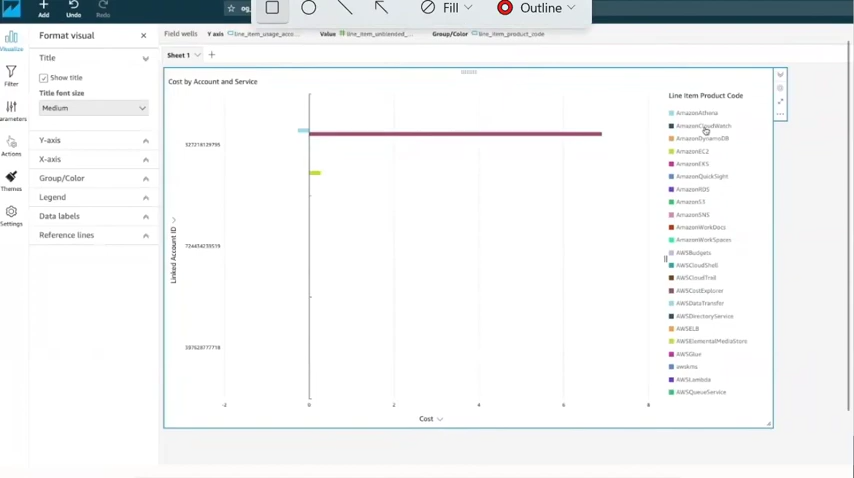 og_
Fill
Outline
Add
Undo
Redo
Format visual
Field wells
Y axis
line_item_usage_acco...
Value
line_item_unblended_...
Group/Color
line_item_product_code
Visualize
Title
Sheet 1
Show title
Cost by Account and Service
Filter
Title font size
Line Item Product Code
Medium
AmazonAthena
Parameters
AmazonCloudWatch
AmazonDynamoDB
Actions
Y-axis
AmazonEC2
X-axis
AmazonEKS
Themes
Group/Color
AmazonQuickSight
AmazonRDS
Settings
Legend
AmazonS3
Data labels
AmazonSNS
Reference lines
AmazonWorkDocs
AmazonWorkSpaces
Linked Account ID
AWSBudgets
AWSCloudShell
AWSCloudTrail
AWSCostExplorer
AWSDataTransfer
AWSDirectoryService
AWSELB
AWSElementalMediaStore
AWSGlue
awskms
AWSLambda
AWSQueueService
-2
0
2
4
6
8
Cost